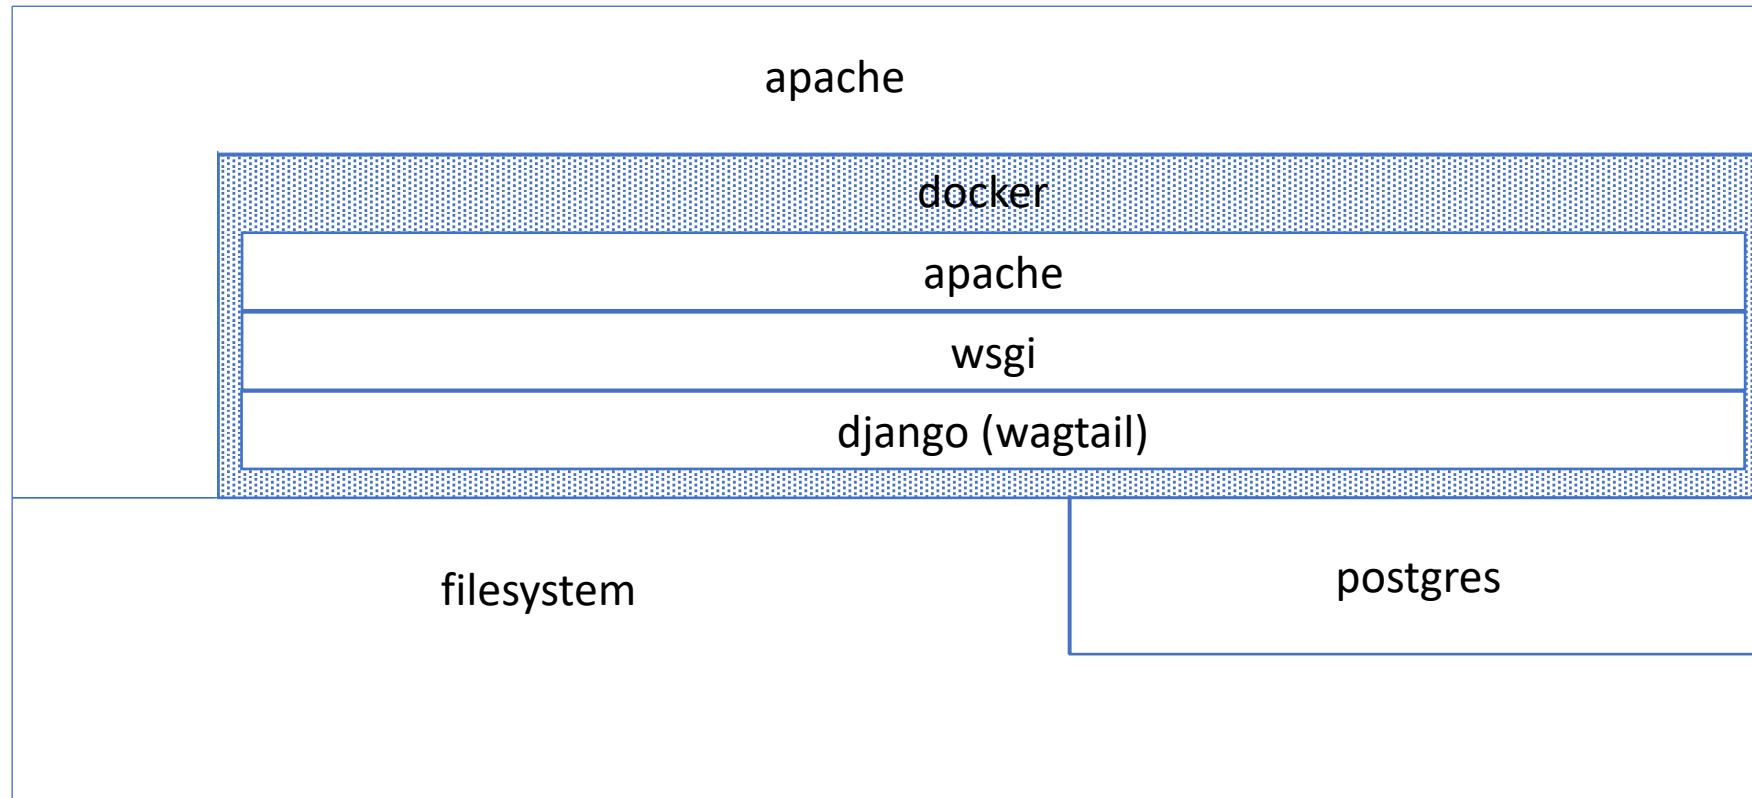 apache
docker
apache
wsgi
django (wagtail)
filesystem
postgres